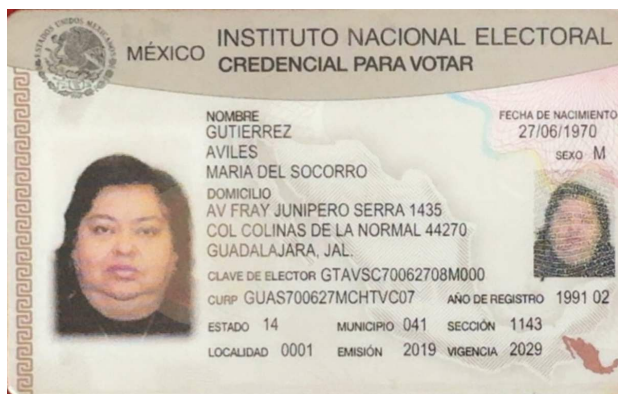 ESTADOS UNIDOS MEXICANOS
MÉXICO
INSTITUTO NACIONAL ELECTORAL
CREDENCIAL PARA VOTAR
NOMBRE
GUTIERREZ
AVILES
MARIA DEL SOCORRO
FECHA DE NACIMIENTO
27/06/1970
SEXO M
DOMICILIO
AV FRAY JUNIPERO SERRA 1435
COL COLINAS DE LA NORMAL 44270
GUADALAJARA, JAL.
CLAVE DE ELECTOR GTAVSC70062708M000
CURP GUAS700627MCHTVC07 AÑO DE REGISTRO 1991 02
ESTADO 14 MUNICIPIO 041 SECCIÓN 1143
LOCALIDAD 0001 EMISIÓN 2019 VIGENCIA 2029